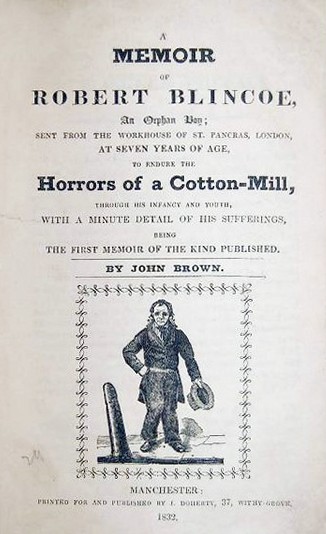 A
MEMOIR
OF
ROBERT BLINCOE,
An Orphan Boy;
SENT FROM THE WORKHOUSE OF ST. PANCRAS, LONDON,
AT SEVEN YEARS OF AGE,
TO ENDURE THE
Horrors of a Cotton-Mill,
THROUGH HIS INFANCY AND YOUTH,
WITH A MINUTE DETAIL OF HIS SUFFERINGS,
BEING
THE FIRST MEMOIR OF THE KIND PUBLISHED.
BY JOHN BROWN.
MANCHESTER:
PRINTED FOR AND PUBLISHED BY J. DOHERTY, 37, WITHY-GROVE,
1832.